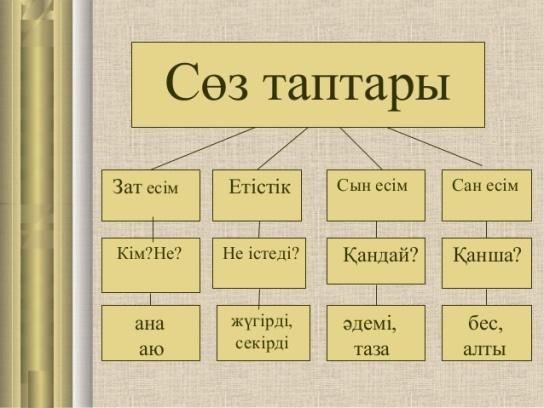 Сөз таптары
Зат есім
Етістік
Сын есім
Сан есім
Кім?Не?
Не істеді?
Қандай?
Қанша?
ана
аю
жүгірді,
секірді
әдемі,
таза
бес,
алты